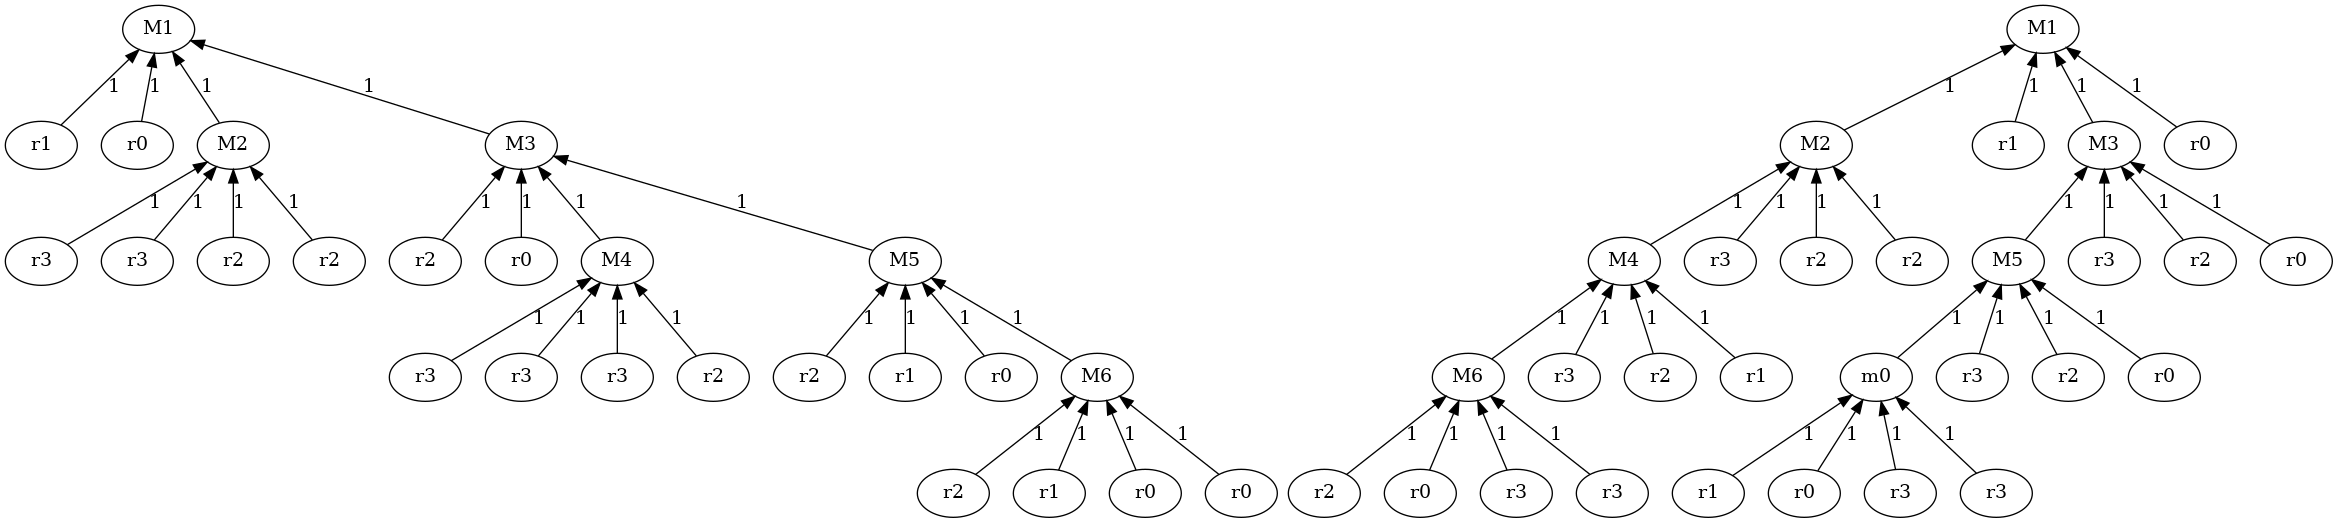 M1 M1
1 1 1 1 1 1 1 1
r1 r0 M2 M3 M2 r1 M3 r0
1 1 1 1 1 1 1 1 1 1 1 1 1 1 1 1
r3 r3 r2 r2 r2 r0 M4 M5 M4 r3 r2 r2 M5 r3 r2 r0
1 1 1 1 1 1 1 1 1 1 1 1 1 1 1 1
r3 r3 r3 r2 r2 r1 r0 M6 M6 r3 r2 r1 m0 r3 r2 r0
1 1 1 1 1 1 1 1 1 1 1 1
r2 r1 r0 r0 r2 r0 r3 r3 r1 r0 r3 r3